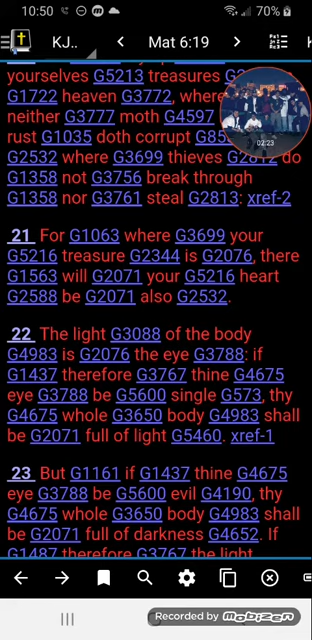 10:50 70%
KJ.. Mat 6:19
yourselves G5213 treasures
G1722 heaven G3772, where
neither G3777 moth G4597
rust G1035 doth corrupt
G2532 where G3699 thieves G2812 do
G1358 not G3756 break through
G1358 nor G3761 steal G2813: xref-2
02:23
21 For G1063 where G3699 your
G5216 treasure G2344 is G2076, there
G1563 will G2071 your G5216 heart
G2588 be G2071 also G2532.
22 The light G3088 of the body
G4983 is G2076 the eye G3788: if
G1437 therefore G3767 thine G4675
eye G3788 be G5600 single G573, thy
G4675 whole G3650 body G4983 shall
be G2071 full of light G5460. xref-1
23 But G1161 if G1437 thine G4675
eye G3788 be G5600 evil G4190, thy
G4675 whole G3650 body G4983 shall
be G2071 full of darkness G4652. If
G1487 therefore G3767 the light
Recorded by mobizen